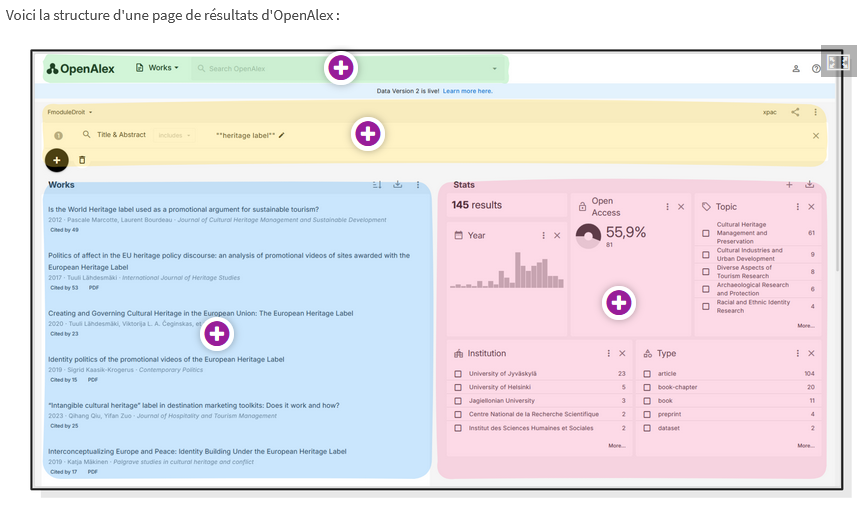 Voici la structure d'une page de résultats d'OpenAlex :
OpenAlex
Works
Search OpenAlex
Data Version 2 is live! Learn more here.
FmoduleDroit
xpac
1
Title & Abstract
includes
""heritage label""
Works
Is the World Heritage label used as a promotional argument for sustainable tourism?
2012 · Pascale Marcotte, Laurent Bourdeau · Journal of Cultural Heritage Management and Sustainable Development
Cited by 49
Politics of affect in the EU heritage policy discourse: an analysis of promotional videos of sites awarded with the
European Heritage Label
2017 · Tuuli Lähdesmäki · International Journal of Heritage Studies
Cited by 53 PDF
Creating and Governing Cultural Heritage in the European Union: The European Heritage Label
2020 · Tuuli Lähdesmäki, Viktorija L. A. Čeginskas, et
Cited by 23
Identity politics of the promotional videos of the European Heritage Label
2019 · Sigrid Kaasik-Krogerus · Contemporary Politics
Cited by 15 PDF
"Intangible cultural heritage" label in destination marketing toolkits: Does it work and how?
2023 · Qihang Qiu, Yifan Zuo · Journal of Hospitality and Tourism Management
Cited by 25
Interconceptualizing Europe and Peace: Identity Building Under the European Heritage Label
2019 · Katja Mäkinen · Palgrave studies in cultural heritage and conflict
Cited by 17 PDF
Stats
145 results
Year
Open
Access
55,9%
81
Topic
Cultural Heritage
Management and
Preservation
61
Cultural Industries and
Urban Development
9
Diverse Aspects of
Tourism Research
8
Archaeological Research
and Protection
6
Racial and Ethnic Identity
Research
4
More...
Institution
University of Jyväskylä 23
University of Helsinki 5
Jagiellonian University 3
Centre National de la Recherche Scientifique 2
Institut des Sciences Humaines et Sociales 2
More...
Type
article 104
book-chapter 20
book 11
preprint 4
dataset 2
More...